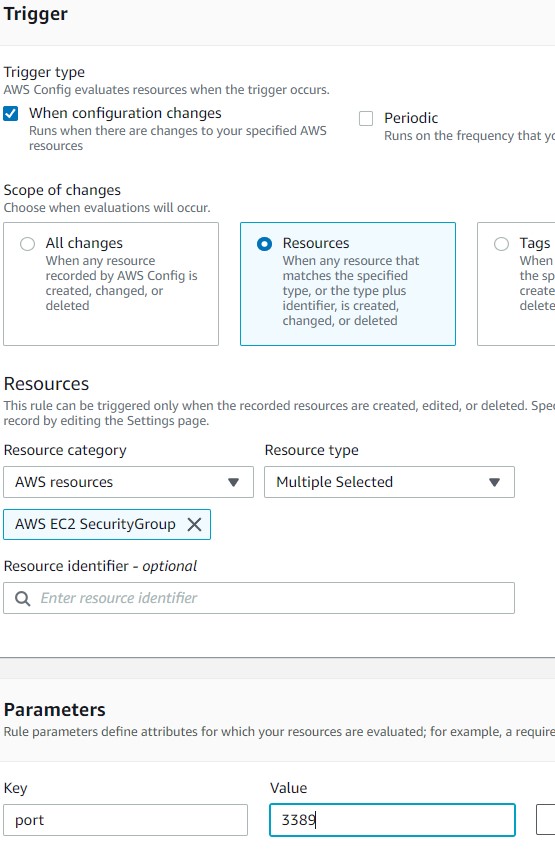 Trigger
Trigger type
AWS Config evaluates resources when the trigger occurs.
When configuration changes
Runs when there are changes to your specified AWS
resources
Periodic
Runs on the frequency that
Scope of changes
Choose when evaluations will occur.
All changes
When any resource
recorded by AWS Config is
created, changed, or
deleted
Resources
When any resource that
matches the specified
type, or the type plus
identifier, is created,
changed, or deleted
Tags
When
the
Resources
This rule can be triggered only when the recorded resources are created, edited, or deleted.
record by editing the Settings page.
Resource category
Resource type
AWS resources
Multiple Selected
AWS EC2 SecurityGroup
Resource identifier - optional
Enter resource identifier
Parameters
Rule parameters define attributes for which your resources are evaluated; for example, a
Key
Value
port
3389